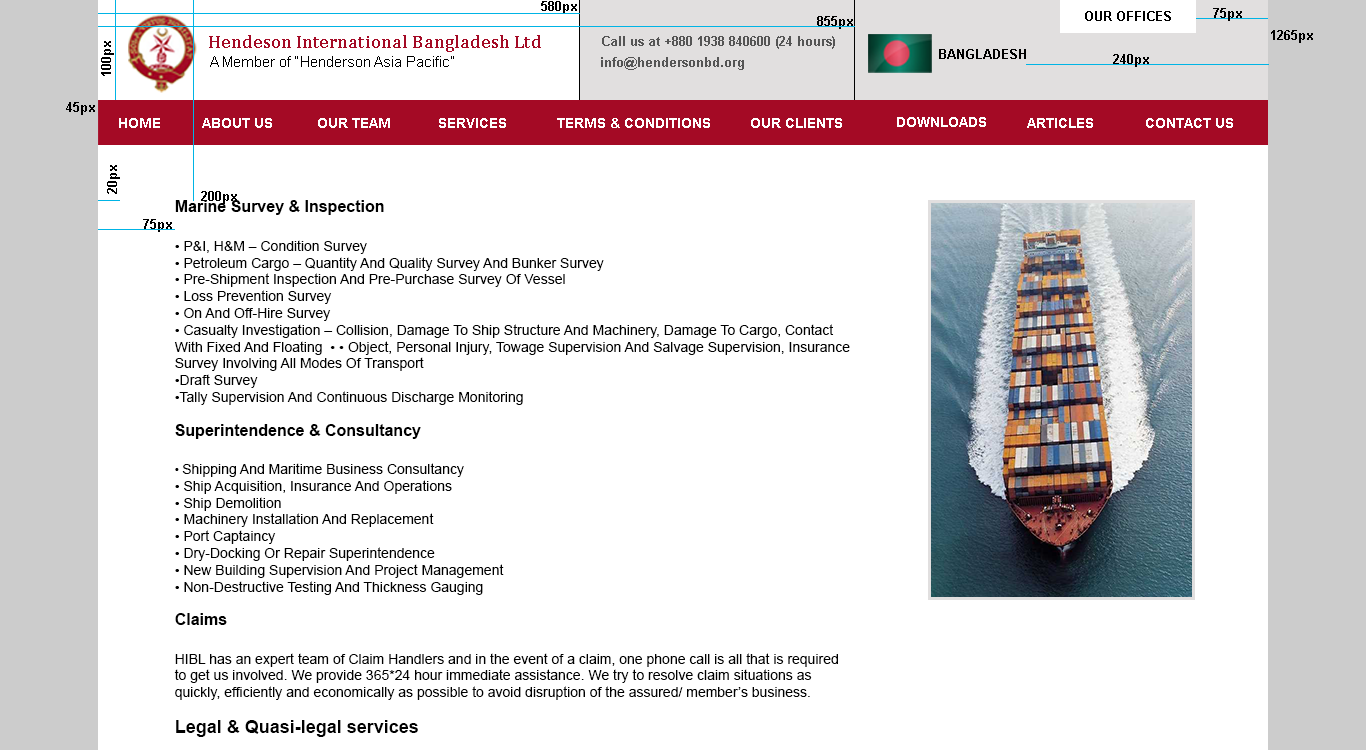 580px
855px
75px
1265px
100px
240px
45px
Hendeson International Bangladesh Ltd
A Member of "Henderson Asia Pacific"
Call us at +880 1938 840600 (24 hours)
info@hendersonbd.org
OUR OFFICES
BANGLADESH
HOME ABOUT US OUR TEAM SERVICES TERMS & CONDITIONS OUR CLIENTS DOWNLOADS ARTICLES CONTACT US
20px
200px
75px
Marine Survey & Inspection
• P&I, H&M – Condition Survey
• Petroleum Cargo – Quantity And Quality Survey And Bunker Survey
• Pre-Shipment Inspection And Pre-Purchase Survey Of Vessel
• Loss Prevention Survey
• On And Off-Hire Survey
• Casualty Investigation – Collision, Damage To Ship Structure And Machinery, Damage To Cargo, Contact
With Fixed And Floating • • Object, Personal Injury, Towage Supervision And Salvage Supervision, Insurance
Survey Involving All Modes Of Transport
•Draft Survey
•Tally Supervision And Continuous Discharge Monitoring
Superintendence & Consultancy
• Shipping And Maritime Business Consultancy
• Ship Acquisition, Insurance And Operations
• Ship Demolition
• Machinery Installation And Replacement
• Port Captaincy
• Dry-Docking Or Repair Superintendence
• New Building Supervision And Project Management
• Non-Destructive Testing And Thickness Gauging
Claims
HIBL has an expert team of Claim Handlers and in the event of a claim, one phone call is all that is required
to get us involved. We provide 365*24 hour immediate assistance. We try to resolve claim situations as
quickly, efficiently and economically as possible to avoid disruption of the assured/ member's business.
Legal & Quasi-legal services